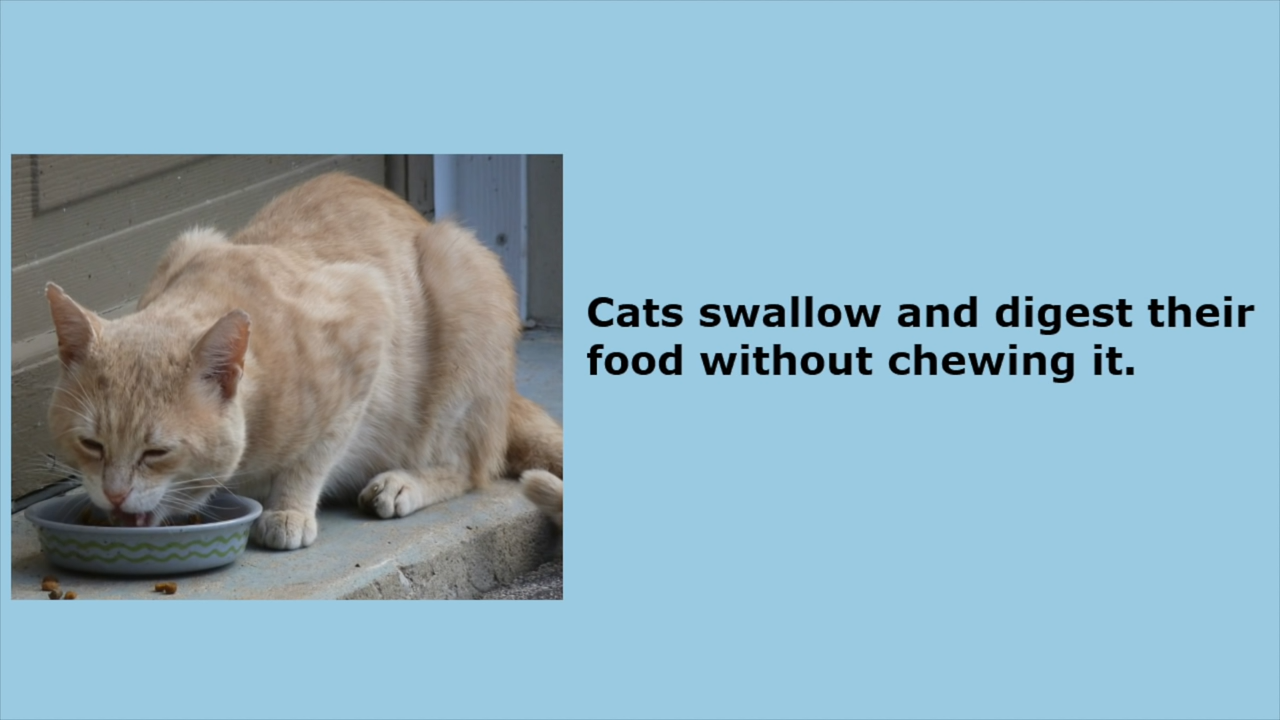 Cats swallow and digest their
food without chewing it.